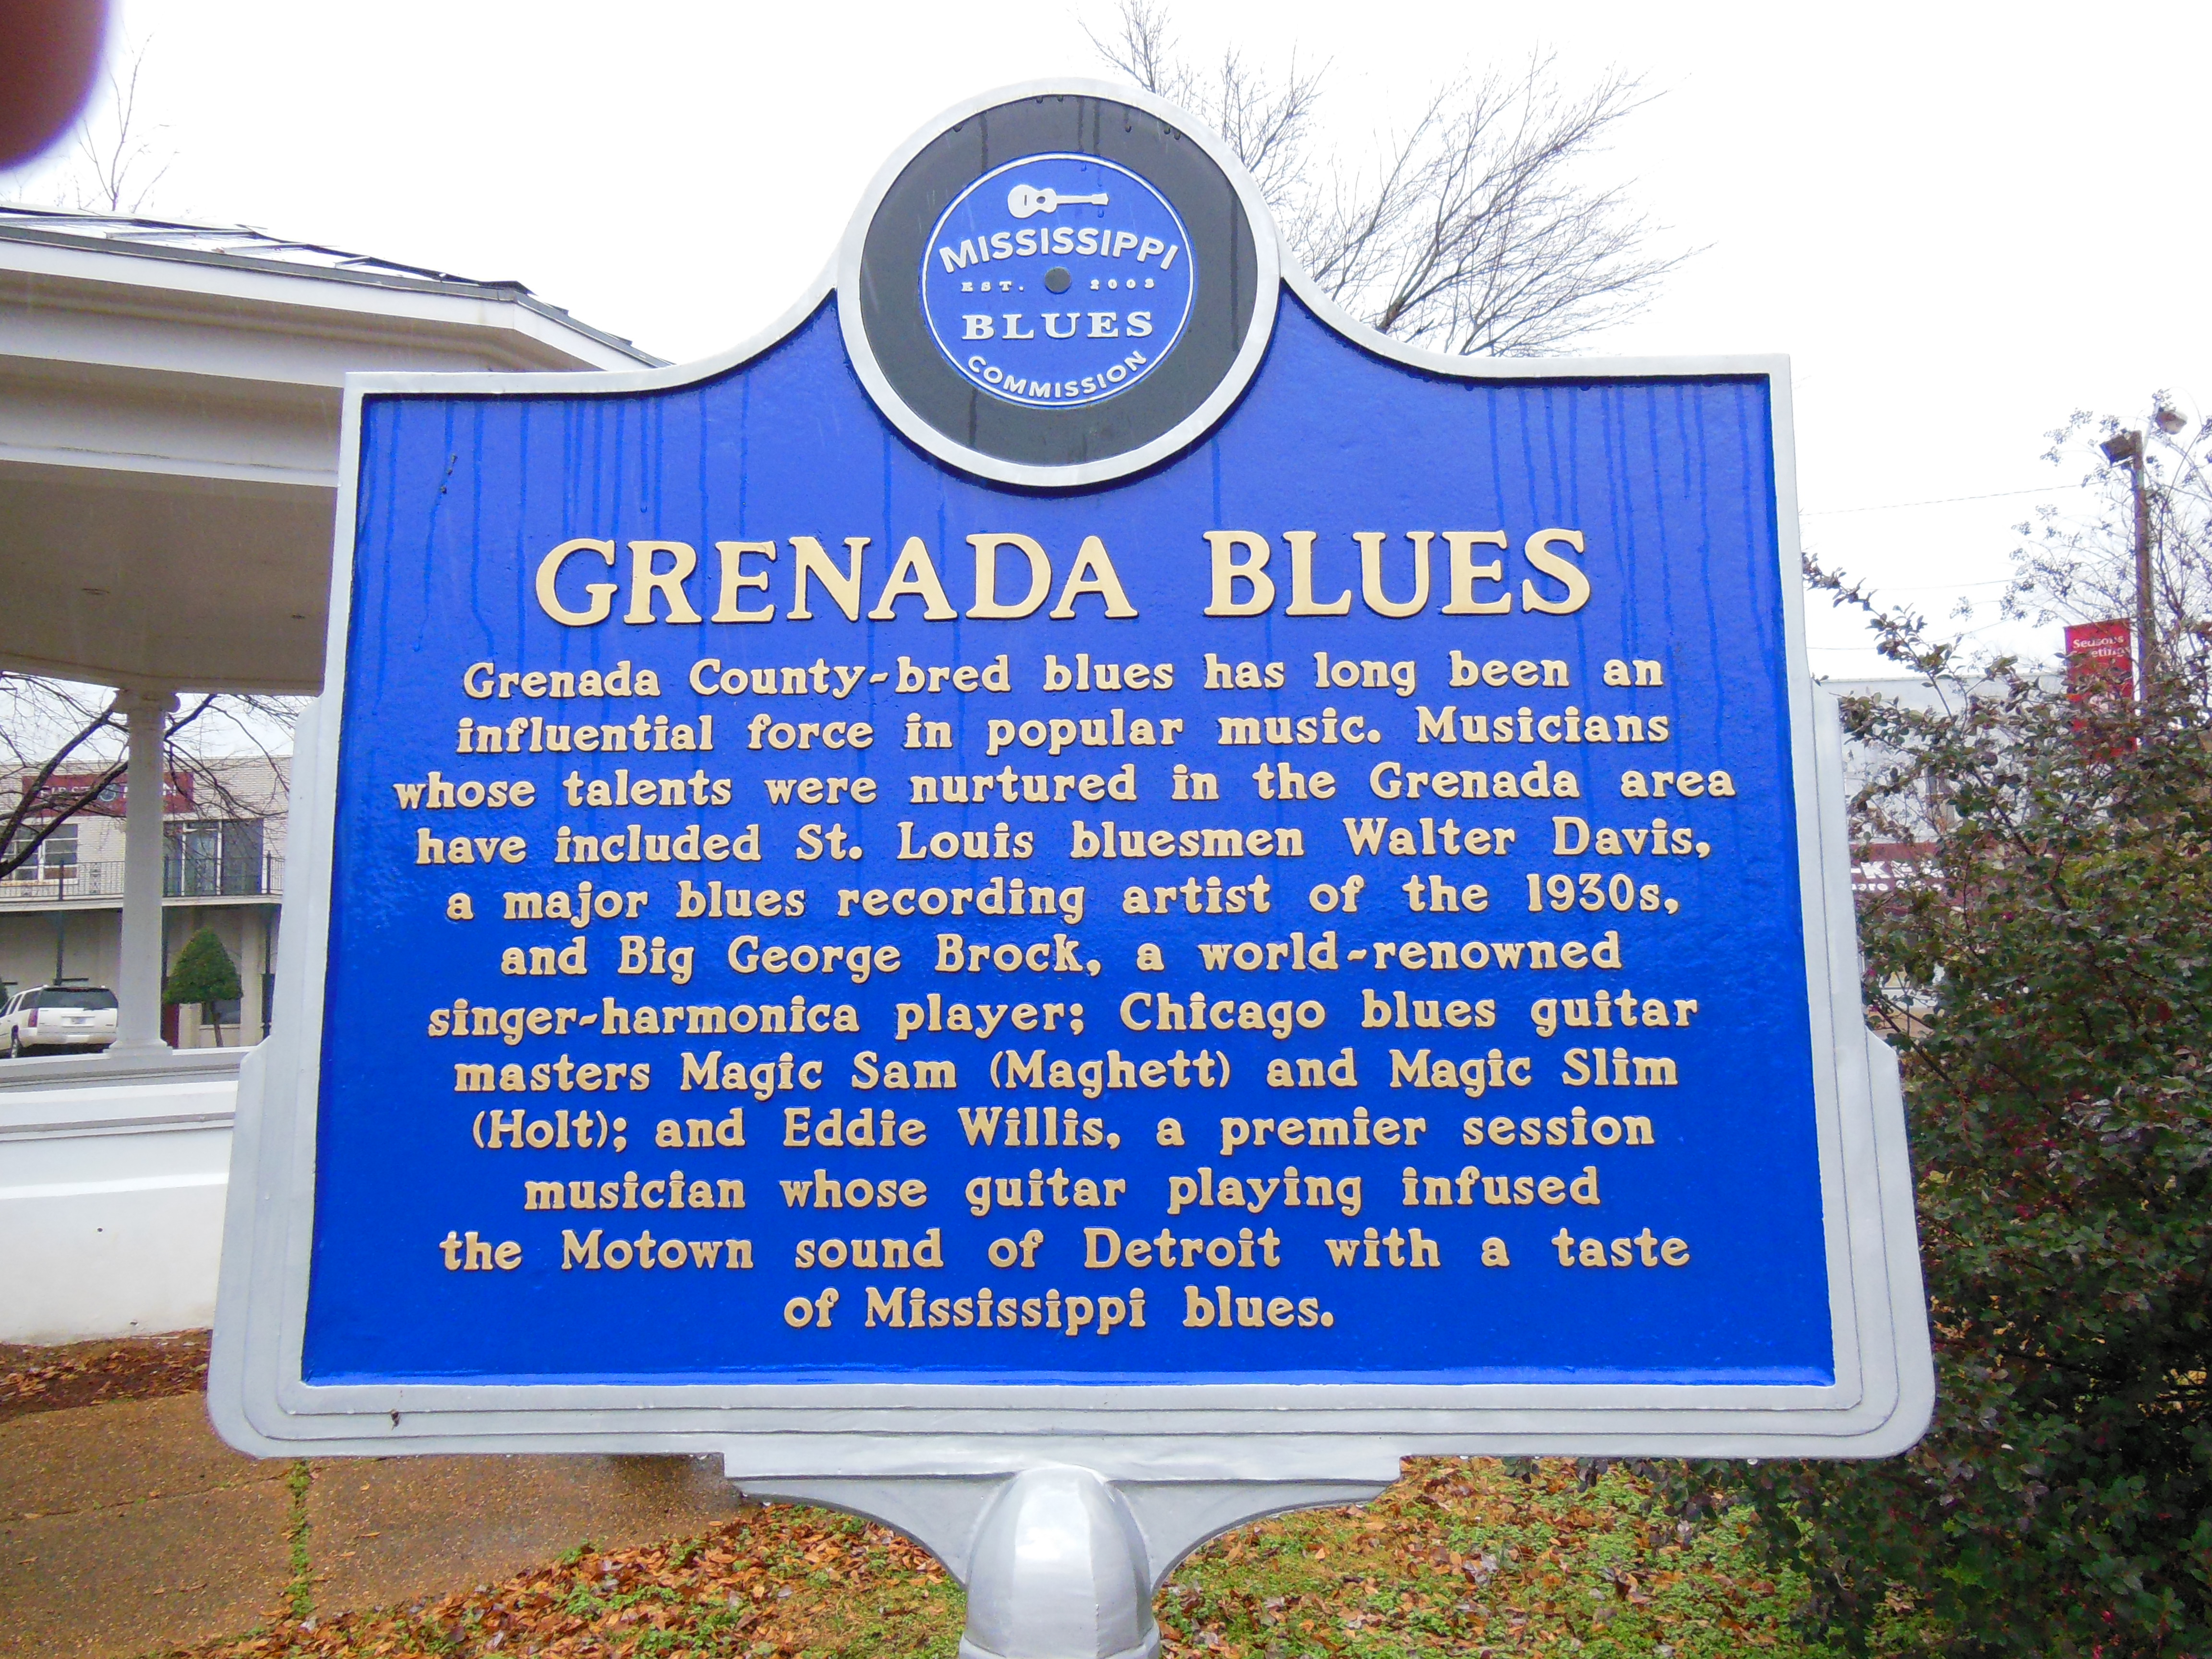 MISSISSIPPI
EST. 2003
BLUES
COMMISSION
GRENADA BLUES
Grenada County-bred blues has long been an
influential force in popular music. Musicians
whose talents were nurtured in the Grenada area
have included St. Louis bluesmen Walter Davis,
a major blues recording artist of the 1930s,
and Big George Brock, a world-renowned
singer-harmonica player; Chicago blues guitar
masters Magic Sam (Maghett) and Magic Slim
(Holt); and Eddie Willis, a premier session
musician whose guitar playing infused
the Motown sound of Detroit with a taste
of Mississippi blues.
Seasons